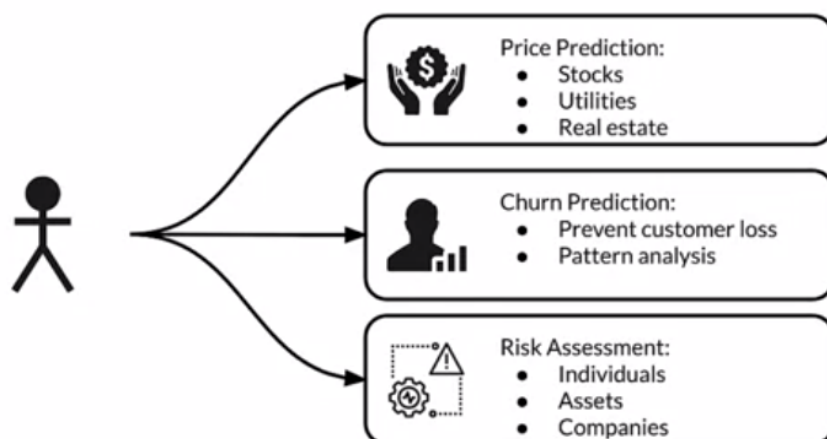 Price Prediction:
● Stocks
● Utilities
● Real estate
Churn Prediction:
● Prevent customer loss
● Pattern analysis
Risk Assessment:
● Individuals
● Assets
● Companies